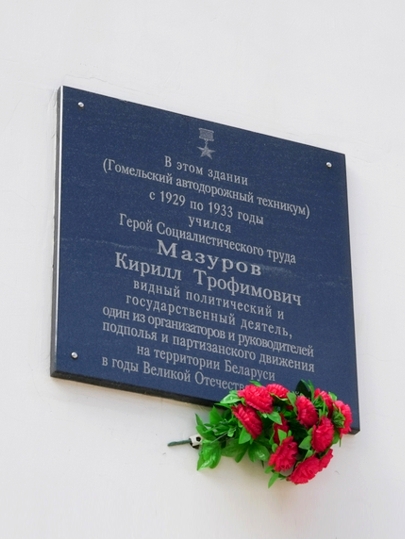 В этом здании
(Гомельский автодорожный техникум)
с 1929 по 1933 годы
учился
Герой Социалистического труда
Мазуров
Кирилл Трофимович
видный политический и
государственный деятель,
один из организаторов и руководителей
подполья и партизанского движения
на территории Беларуси
в годы Великой